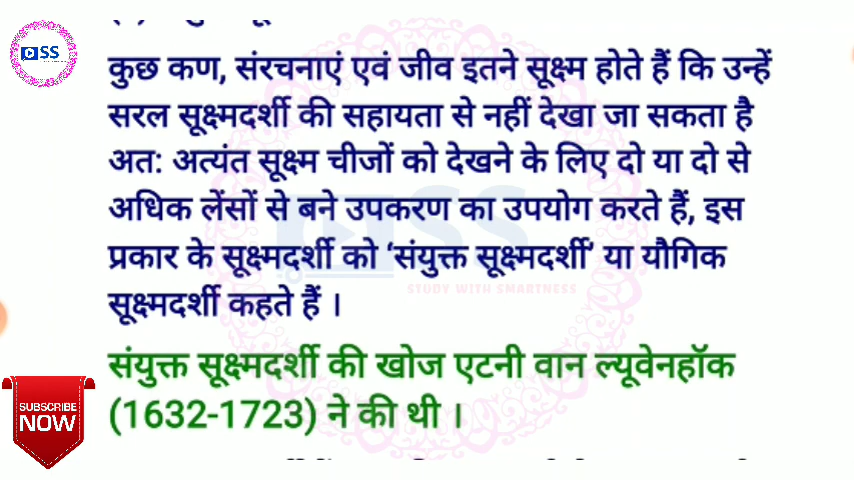 SS
कुछ कण, संरचनाएं एवं जीव इतने सूक्ष्म होते हैं कि उन्हें
सरल सूक्ष्मदर्शी की सहायता से नहीं देखा जा सकता है
अत: अत्यंत सूक्ष्म चीजों को देखने के लिए दो या दो से
अधिक लेंसों से बने उपकरण का उपयोग करते हैं, इस
प्रकार के सूक्ष्मदर्शी को ‘संयुक्त सूक्ष्मदर्शी’ या यौगिक
सूक्ष्मदर्शी कहते हैं ।
SS
STUDY WITH SMARTNESS
संयुक्त सूक्ष्मदर्शी की खोज एटनी वान ल्यूवेनहॉक
(1632-1723) ने की थी ।
SUBSCRIBE
NOW